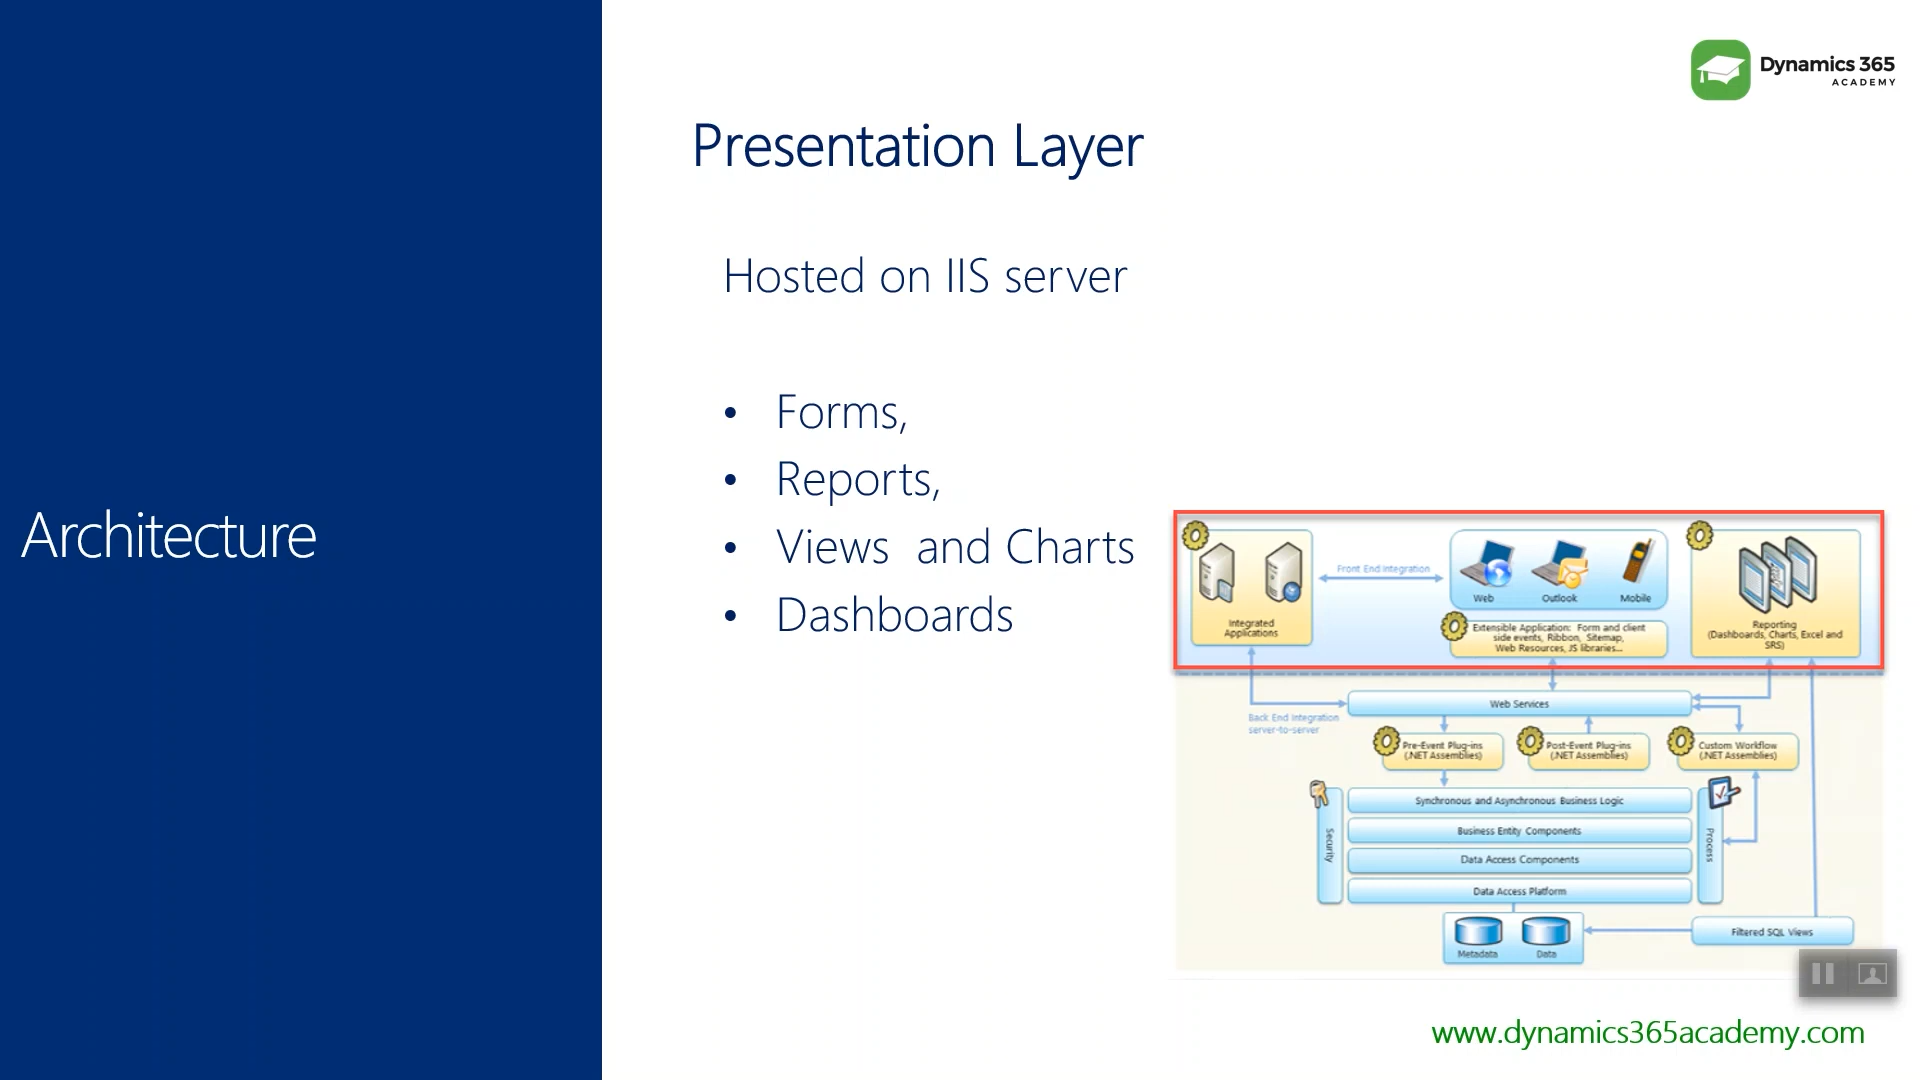 Dynamics 365
ACADEMY
Presentation Layer
Hosted on IIS server
• Forms,
• Reports,
• Views and Charts
• Dashboards
Architecture
Front End Integration
Web
Outlook
Mobile
Integrated
Applications
Extensible Application: Form and client
side events, Ribbon, Sitemap,
Web Resources, JS libraries...
Reporting
(Dashboards, Charts, Excel and
SRS)
Web Services
Back End Integration
server-to-server
Pre-Event Plug-ins
(.NET Assemblies)
Post-Event Plug-ins
(.NET Assemblies)
Custom Workflow
(.NET Assemblies)
Security
Synchronous and Asynchronous Business Logic
Business Entity Components
Data Access Components
Data Access Platform
Process
Metadata
Data
Filtered SQL Views
www.dynamics365academy.com